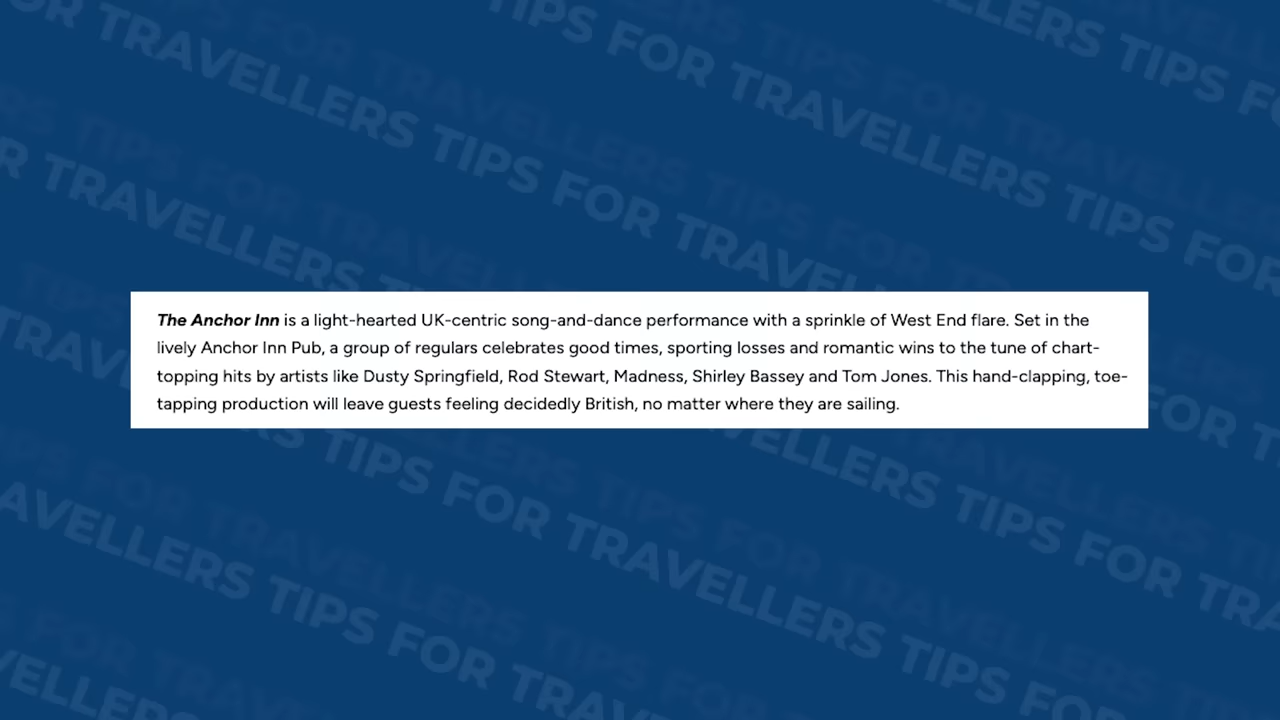 The Anchor Inn is a light-hearted UK-centric song-and-dance performance with a sprinkle of West End flare. Set in the
lively Anchor Inn Pub, a group of regulars celebrates good times, sporting losses and romantic wins to the tune of chart-
topping hits by artists like Dusty Springfield, Rod Stewart, Madness, Shirley Bassey and Tom Jones. This hand-clapping, toe-
tapping production will leave guests feeling decidedly British, no matter where they are sailing.
TIPS FOR TRAVELLERS TIPS FOR TRAVELLERS